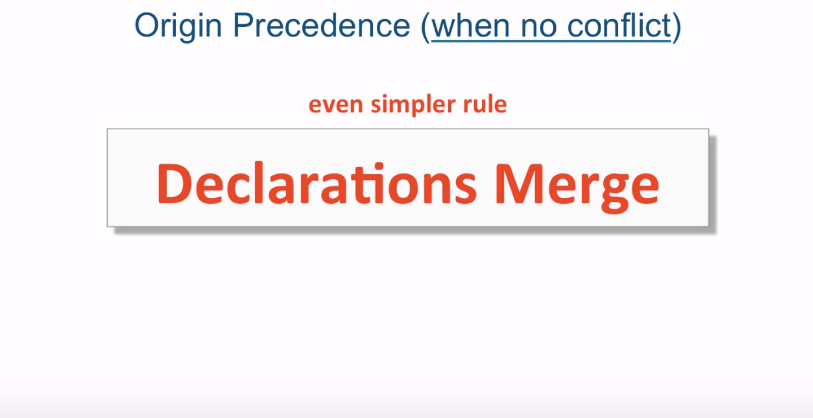 Origin Precedence (when no conflict)
even simpler rule
Declarations Merge